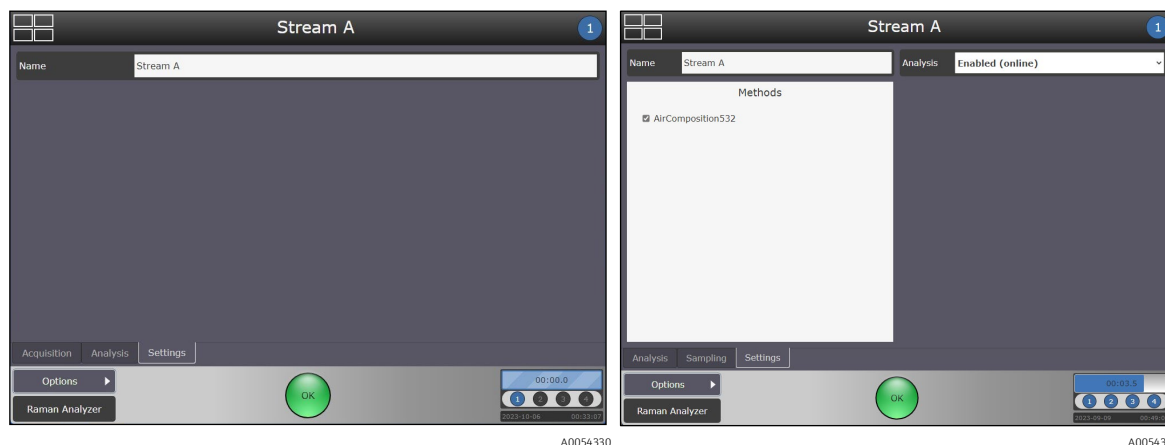 Stream A
1
Name Stream A
Acquisition Analysis Settings
Options
Raman Analyzer
OK
00:00.0
1 2 3 4
2023-10-06 00:33:07
A0054330
Stream A
1
Name Stream A Analysis Enabled (online)
Methods
AirComposition532
Analysis Sampling Settings
Options
Raman Analyzer
OK
00:03.5
1 2 3 4
2023-09-09